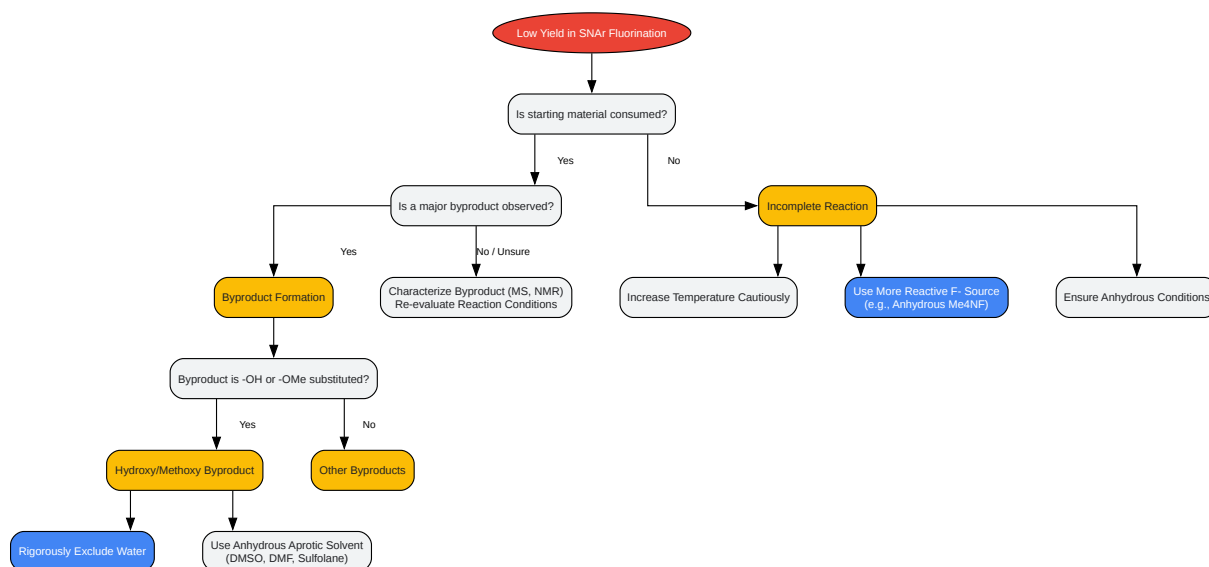 Low Yield in SNAr Fluorination
Is starting material consumed?
Yes
No
Is a major byproduct observed?
Incomplete Reaction
Yes
No / Unsure
Byproduct Formation
Characterize Byproduct (MS, NMR)
Re-evaluate Reaction Conditions
Increase Temperature Cautiously
Use More Reactive F- Source
(e.g., Anhydrous Me4NF)
Ensure Anhydrous Conditions
Byproduct is -OH or -OMe substituted?
Yes
No
Hydroxy/Methoxy Byproduct
Other Byproducts
Rigorously Exclude Water
Use Anhydrous Aprotic Solvent
(DMSO, DMF, Sulfolane)